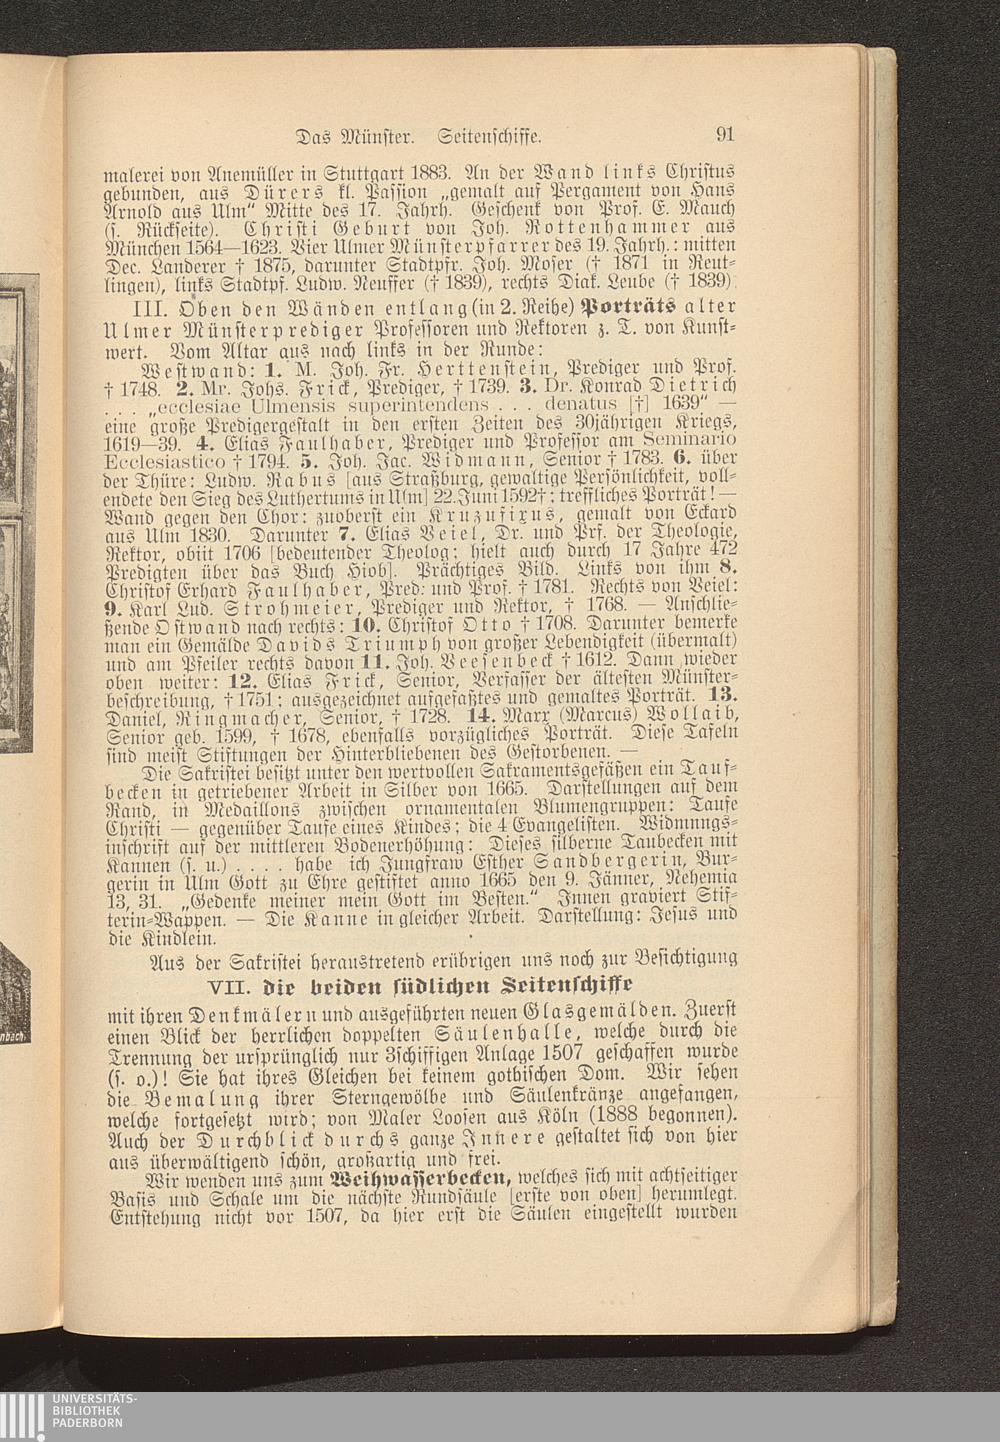 Das Münster. Seitenschiffe. 91
malerei von Anemüller in Stuttgart 1883. An der Wand links Christus
gebunden, aus Dürers kl. Passion „gemalt auf Pergament von Hans
Arnold aus Ulm“ Mitte des 17. Jahrh. Geschenk von Prof. E. Mauch
(s. Rückseite). Christi Geburt von Joh. Rottenhammer aus
München 1564—1623. Vier Ulmer Münsterpfarrer des 19. Jahrh.: mitten
Dec. Landerer † 1875, darunter Stadtpfr. Joh. Moser († 1871 in Reut-
lingen), links Stadtpf. Ludw. Neuffer († 1839), rechts Diak. Leube († 1839)
III. Oben den Wänden entlang (in 2. Reihe) Porträts alter
Ulmer Münsterprediger Professoren und Rektoren z. T. von Kunst-
wert. Vom Altar aus nach links in der Runde:
Westwand: 1. M. Joh. Fr. Herttenstein, Prediger und Prof.
† 1748. 2. Mr. Johs. Frick, Prediger, † 1739. 3. Dr. Konrad Dietrich
. . . „ecclesiae Ulmensis superintendens . . . denatus [†] 1639“ —
eine große Predigergestalt in den ersten Zeiten des 30jährigen Kriegs,
1619—39. 4. Elias Faulhaber, Prediger und Professor am Seminario
Ecclesiastico † 1794. 5. Joh. Jac. Widmann, Senior † 1783. 6. über
der Thüre: Ludw. Rabus [aus Straßburg, gewaltige Persönlichkeit, voll-
endete den Sieg des Luthertums in Ulm] 22. Juni 1592†; treffliches Porträt! —
Wand gegen den Chor: zuoberst ein Kruzufixus, gemalt von Eckard
aus Ulm 1830. Darunter 7. Elias Veiel, Dr. und Prf. der Theologie,
Rektor, obiit 1706 [bedeutender Theolog; hielt auch durch 17 Jahre 472
Predigten über das Buch Hiob]. Prächtiges Bild. Links von ihm 8.
Christof Erhard Faulhaber, Pred. und Prof. † 1781. Rechts von Veiel:
9. Karl Lud. Strohmeier, Prediger und Rektor, † 1768. — Anschlie-
ßende Ostwand nach rechts: 10. Christof Otto † 1708. Darunter bemerke
man ein Gemälde Davids Triumph von großer Lebendigkeit (übermalt)
und am Pfeiler rechts davon 11. Joh. Veesenbeck † 1612. Dann wieder
oben weiter: 12. Elias Frick, Senior, Verfasser der ältesten Münster-
beschreibung, † 1751; ausgezeichnet aufgefaßtes und gemaltes Porträt. 13.
Daniel, Ringmacher, Senior, † 1728. 14. Marx (Marcus) Wollaib,
Senior geb. 1599, † 1678, ebenfalls vorzügliches Porträt. Diese Tafeln
sind meist Stiftungen der Hinterbliebenen des Gestorbenen. —
Die Sakristei besitzt unter den wertvollen Sakramentsgefäßen ein Tauf-
becken in getriebener Arbeit in Silber von 1665. Darstellungen auf dem
Rand, in Medaillons zwischen ornamentalen Blumengruppen: Taufe
Christi — gegenüber Taufe eines Kindes; die 4 Evangelisten. Widmungs-
inschrift auf der mittleren Bodenerhöhung: Dieses silberne Taubecken mit
Kannen (s. u.) . . . . habe ich Jungfraw Esther Sandbergerin, Bur-
gerin in Ulm Gott zu Ehre gestiftet anno 1665 den 9. Jänner, Nehemia
13, 31. „Gedenke meiner mein Gott im Besten.“ Innen graviert Stif-
terin-Wappen. — Die Kanne in gleicher Arbeit. Darstellung: Jesus und
die Kindlein.
Aus der Sakristei heraustretend erübrigen uns noch zur Besichtigung
VII. die beiden südlichen Seitenschiffe
mit ihren Denkmälern und ausgeführten neuen Glasgemälden. Zuerst
einen Blick der herrlichen doppelten Säulenhalle, welche durch die
Trennung der ursprünglich nur 3schiffigen Anlage 1507 geschaffen wurde
(s. o.)! Sie hat ihres Gleichen bei keinem gothischen Dom. Wir sehen
die Bemalung ihrer Sterngewölbe und Säulenkränze angefangen,
welche fortgesetzt wird; von Maler Loosen aus Köln (1888 begonnen).
Auch der Durchblick durchs ganze Innere gestaltet sich von hier
aus überwältigend schön, großartig und frei.
Wir wenden uns zum Weihwasserbecken, welches sich mit achtseitiger
Basis und Schale um die nächste Rundsäule [erste von oben] herumlegt.
Entstehung nicht vor 1507, da hier erst die Säulen eingestellt wurden
nbach.
UNIVERSITÄTS-
BIBLIOTHEK
PADERBORN